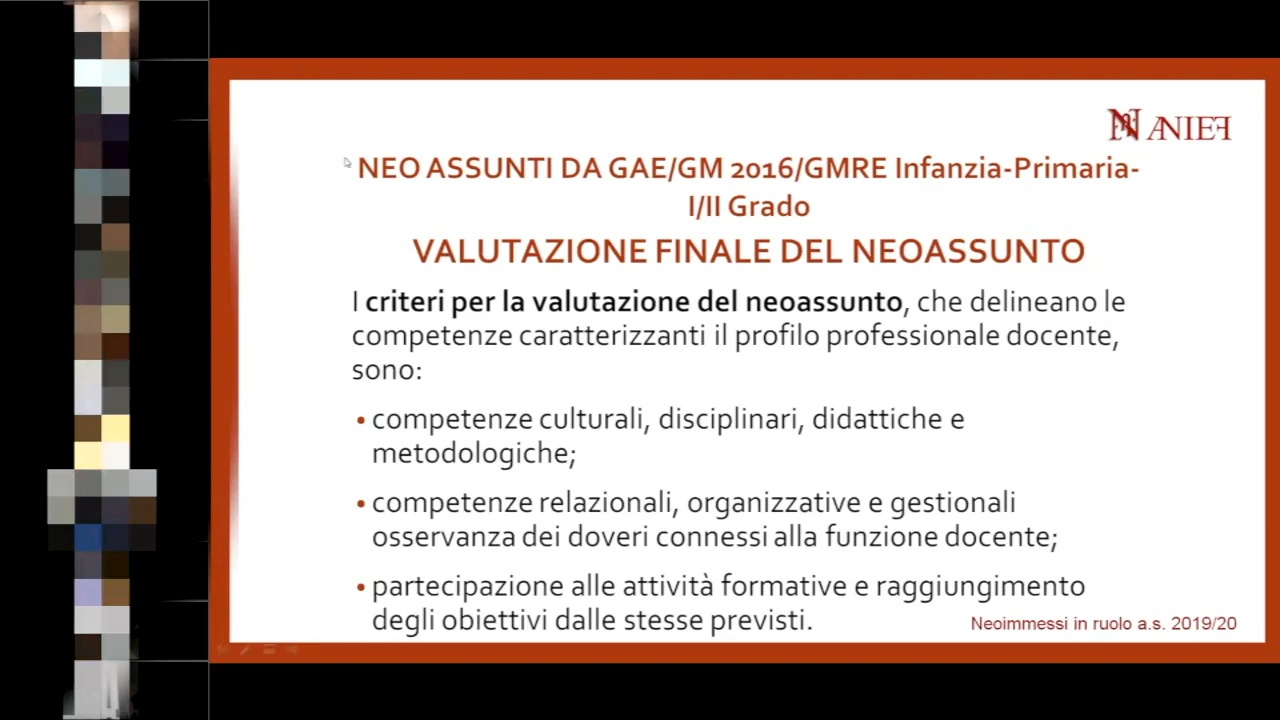 ANIEF
NEO ASSUNTI DA GAE/GM 2016/GMRE Infanzia-Primaria-
I/II Grado
VALUTAZIONE FINALE DEL NEOASSUNTO
I criteri per la valutazione del neoassunto, che delineano le
competenze caratterizzanti il profilo professionale docente,
sono:
• competenze culturali, disciplinari, didattiche e
metodologiche;
• competenze relazionali, organizzative e gestionali
osservanza dei doveri connessi alla funzione docente;
• partecipazione alle attività formative e raggiungimento
degli obiettivi dalle stesse previsti.
Neoimmessi in ruolo a.s. 2019/20